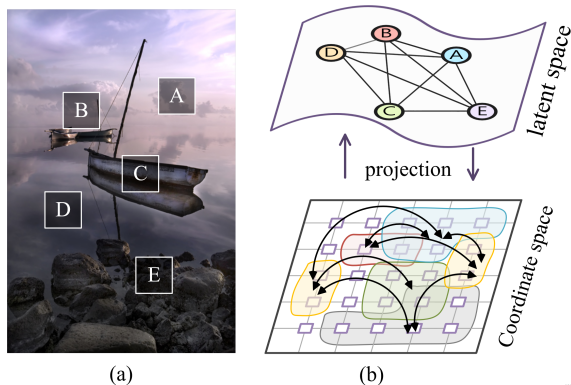 A
B
C
D
E
(a)
B
D
A
C
E
latent space
projection
Coordinate space
(b)